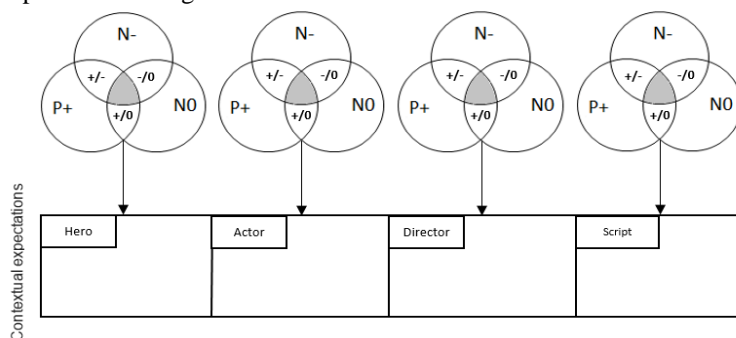 N-
+/-
-/0
P+
N0
+/0
N-
+/-
-/0
P+
N0
+/0
N-
+/-
-/0
P+
N0
+/0
N-
+/-
-/0
P+
N0
+/0
Contextual expectations
Hero
Actor
Director
Script